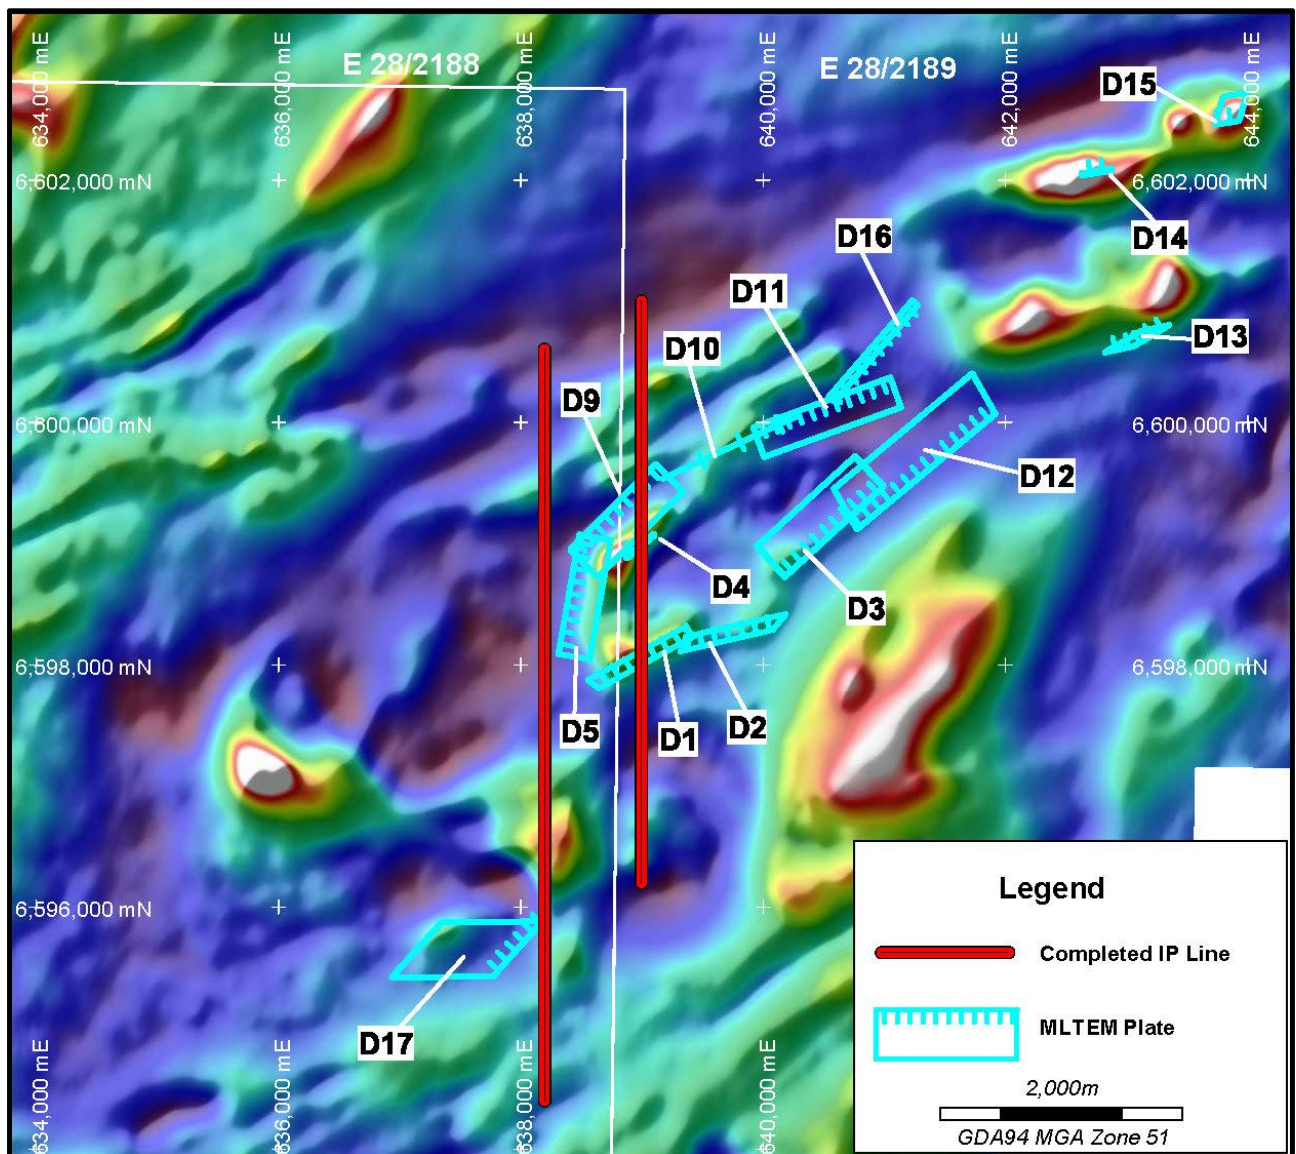 634,000 mE
636,000 mE
638,000 mE
640,000 mE
642,000 mE
644,000 mE
E 28/2188
E 28/2189
D15
6,602,000 mN
6,602,000 mN
D14
D16
D11
D13
D10
D9
6,800,000 mN
6,600,000 mN
D12
D4
D3
6,598,000 mN
6,598,000 mN
D5
D1
D2
6,596,000 mN
D17
634,000 mE
636,000 mE
638,000 mE
640,000 mE
Legend
Completed IP Line
MLTEM Plate
2,000m
GDA94 MGA Zone 51